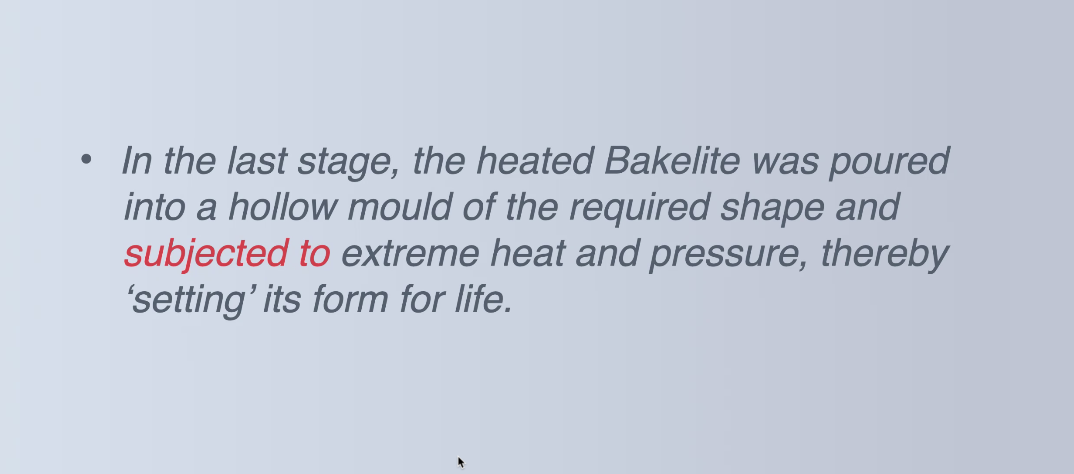 • In the last stage, the heated Bakelite was poured
into a hollow mould of the required shape and
subjected to extreme heat and pressure, thereby
‘setting’ its form for life.